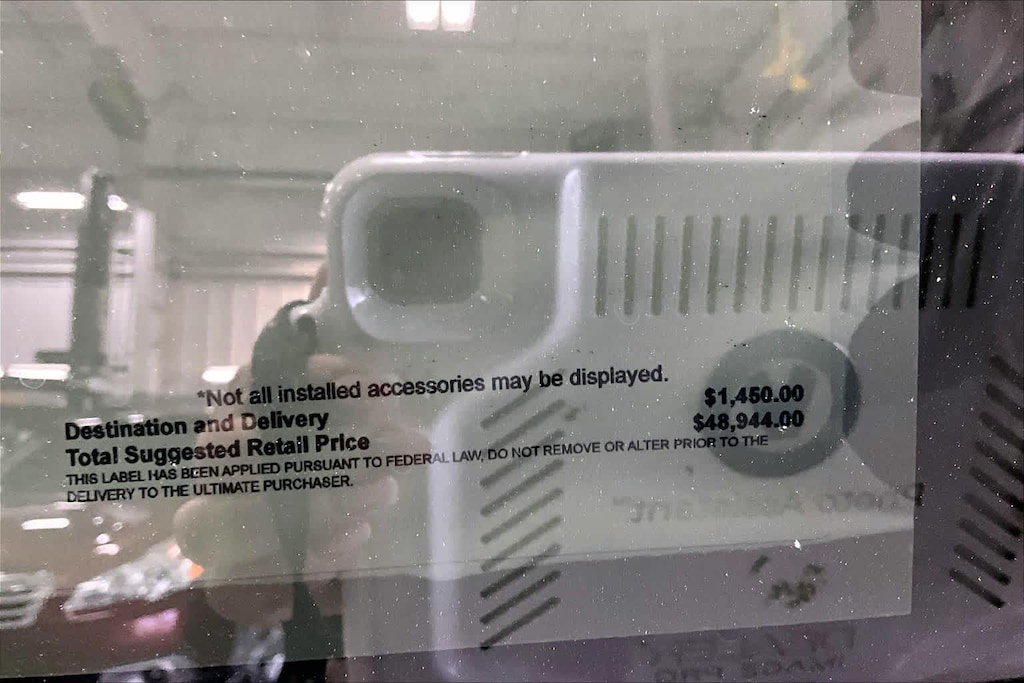 *Not all installed accessories may be displayed.
Destination and Delivery $1,450.00
Total Suggested Retail Price $48,944.00
THIS LABEL HAS BEEN APPLIED PURSUANT TO FEDERAL LAW, DO NOT REMOVE OR ALTER PRIOR TO THE
DELIVERY TO THE ULTIMATE PURCHASER.